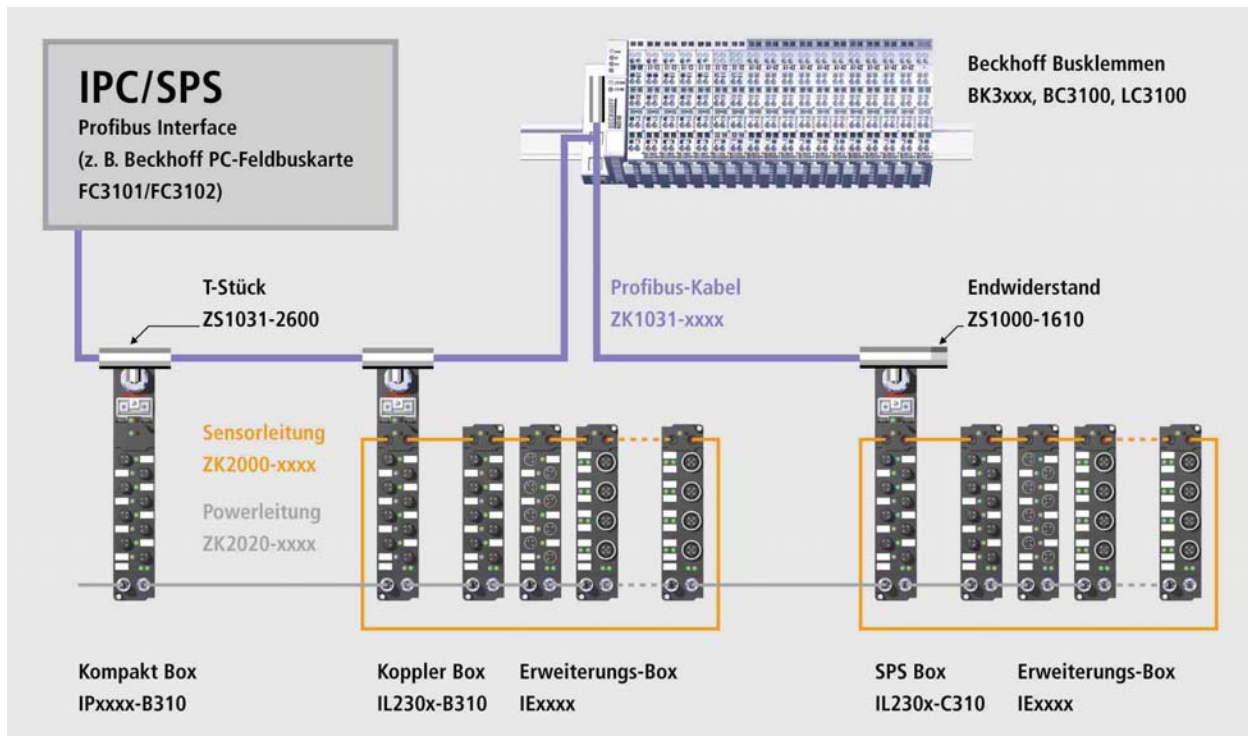 IPC/SPS
Profibus Interface
(z. B. Beckhoff PC-Feldbuskarte
FC3101/FC3102)
Beckhoff Busklemmen
BK3xxx, BC3100, LC3100
T-Stück
ZS1031-2600
Profibus-Kabel
ZK1031-xxxx
Endwiderstand
ZS1000-1610
Sensorleitung
ZK2000-xxxx
Powerleitung
ZK2020-xxxx
Kompakt Box
IPxxxx-B310
Koppler Box
IL230x-B310
Erweiterungs-Box
IExxxx
SPS Box
IL230x-C310
Erweiterungs-Box
IExxxx